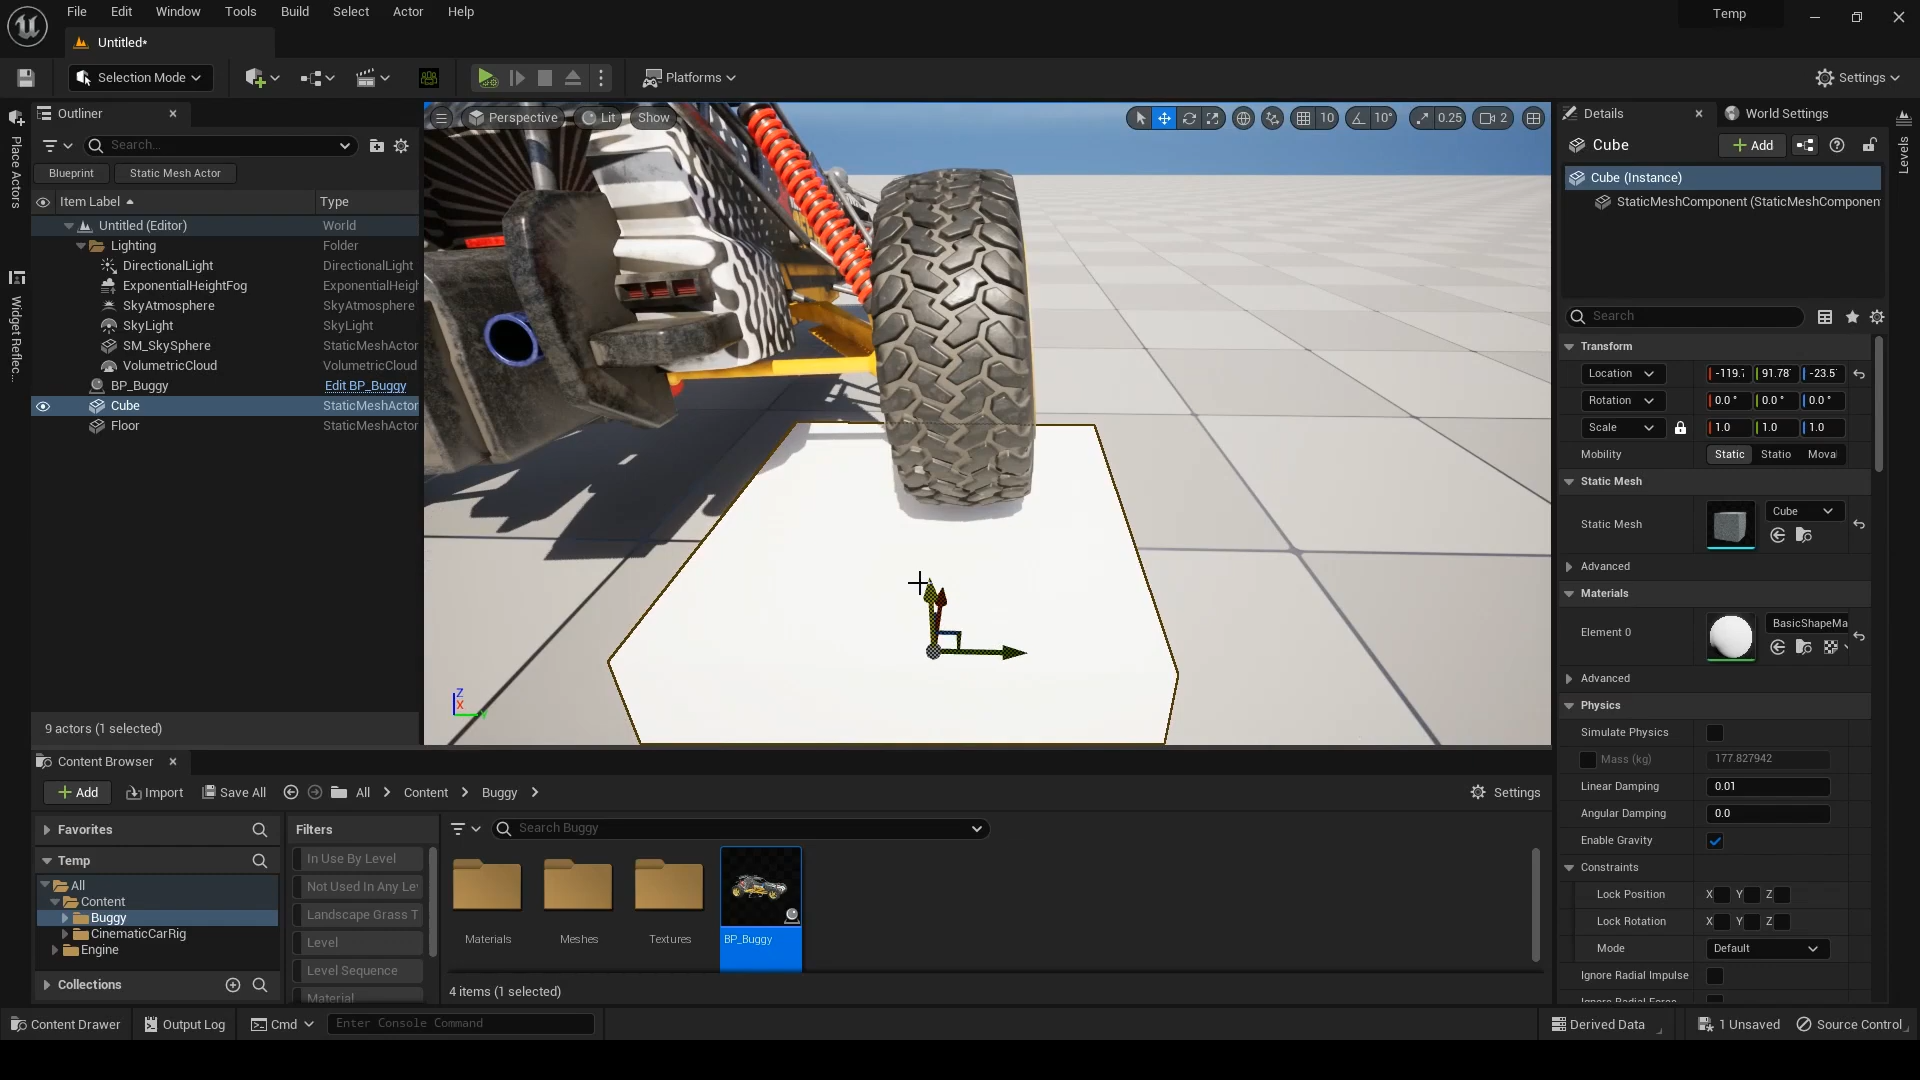 File Edit Window Tools Build Select Actor Help
Temp
Untitled*
Selection Mode
Platforms
Settings
Place Actors
Widget Reflec...
Outliner
Search...
Blueprint Static Mesh Actor
Item Label Type
Untitled (Editor) World
Lighting Folder
DirectionalLight DirectionalLight
ExponentialHeightFog ExponentialHeigh
SkyAtmosphere SkyAtmosphere
SkyLight SkyLight
SM_SkySphere StaticMeshActor
VolumetricCloud VolumetricCloud
BP_Buggy Edit BP_Buggy
Cube StaticMeshActor
Floor StaticMeshActor
9 actors (1 selected)
Perspective Lit Show
10 10° 0.25 2
Z
X
Y
Details World Settings
Levels
Cube Add
Cube (Instance)
StaticMeshComponent (StaticMeshComponen
Search
Transform
Location -119.7 91.78 -23.5
Rotation 0.0 ° 0.0 ° 0.0 °
Scale 1.0 1.0 1.0
Mobility Static Statio Mova
Static Mesh
Static Mesh Cube
Advanced
Materials
Element 0 BasicShapeMa
Advanced
Physics
Simulate Physics
Mass (kg) 177.827942
Linear Damping 0.01
Angular Damping 0.0
Enable Gravity
Constraints
Lock Position X Y Z
Lock Rotation X Y Z
Mode Default
Ignore Radial Impulse
Content Browser
Add Import Save All All Content Buggy Settings
Favorites
Temp
All
Content
Buggy
CinematicCarRig
Engine
Collections
Filters
In Use By Level
Not Used In Any Le
Landscape Grass T
Level
Level Sequence
Material
Search Buggy
Materials Meshes Textures BP_Buggy
4 items (1 selected)
Content Drawer Output Log Cmd Enter Console Command Derived Data 1 Unsaved Source Control